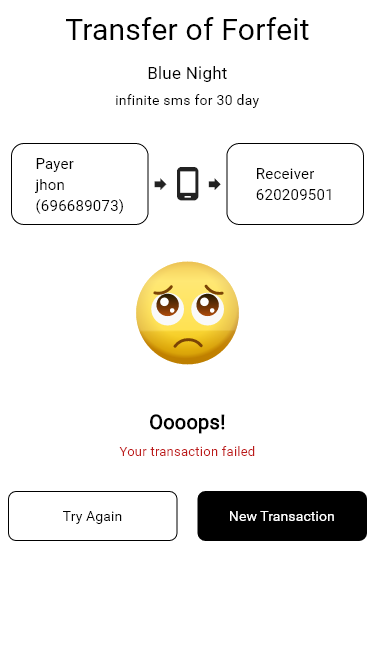 Transfer of Forfeit
Blue Night
infinite sms for 30 day
Payer
jhon
(696689073)
Receiver
620209501
Oooops!
Your transaction failed
Try Again
New Transaction